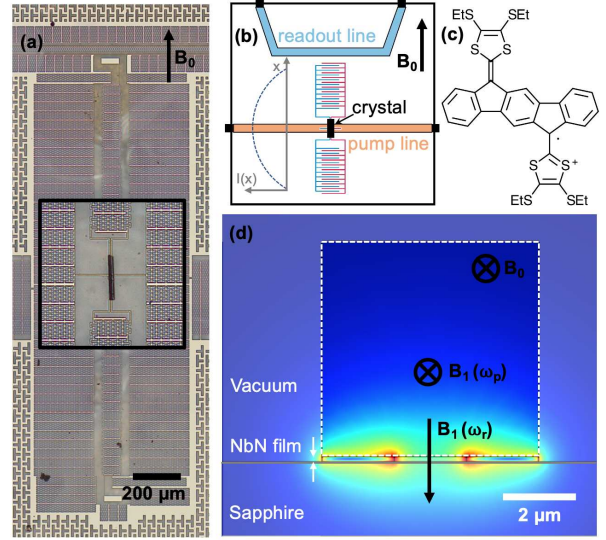 (a)
B0
200 µm
(b)
readout line
B0
x
crystal
pump line
I(x)
(c)
SEt
EtS
S
S
S
S+
EtS
SEt
(d)
B0
B1 (ωp)
Vacuum
B1 (ωr)
NbN film
Sapphire
2 µm